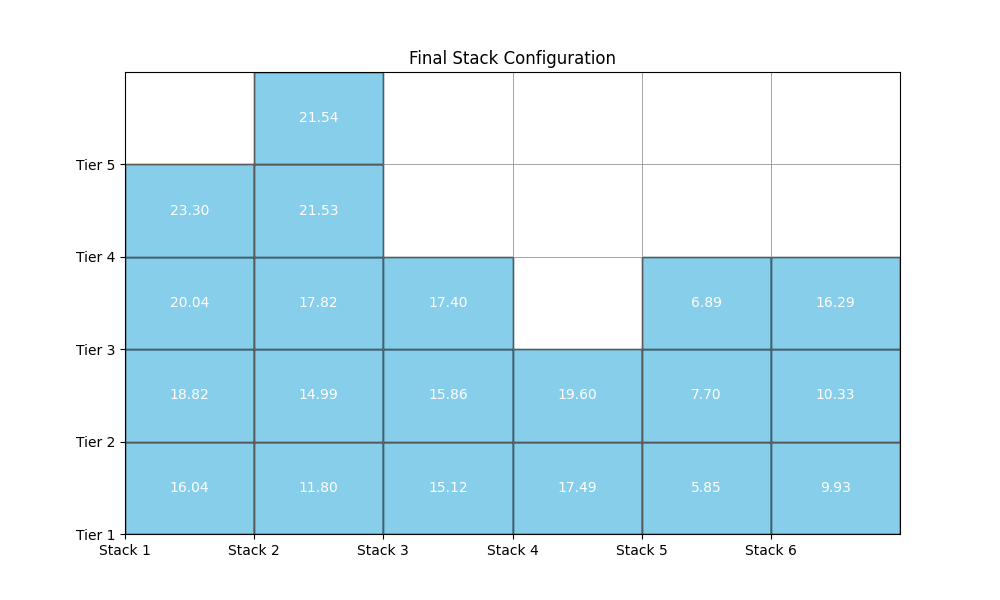 Final Stack Configuration
21.54
Tier 5
23.30 21.53
Tier 4
20.04 17.82 17.40 6.89 16.29
Tier 3
18.82 14.99 15.86 19.60 7.70 10.33
Tier 2
16.04 11.80 15.12 17.49 5.85 9.93
Tier 1
Stack 1 Stack 2 Stack 3 Stack 4 Stack 5 Stack 6